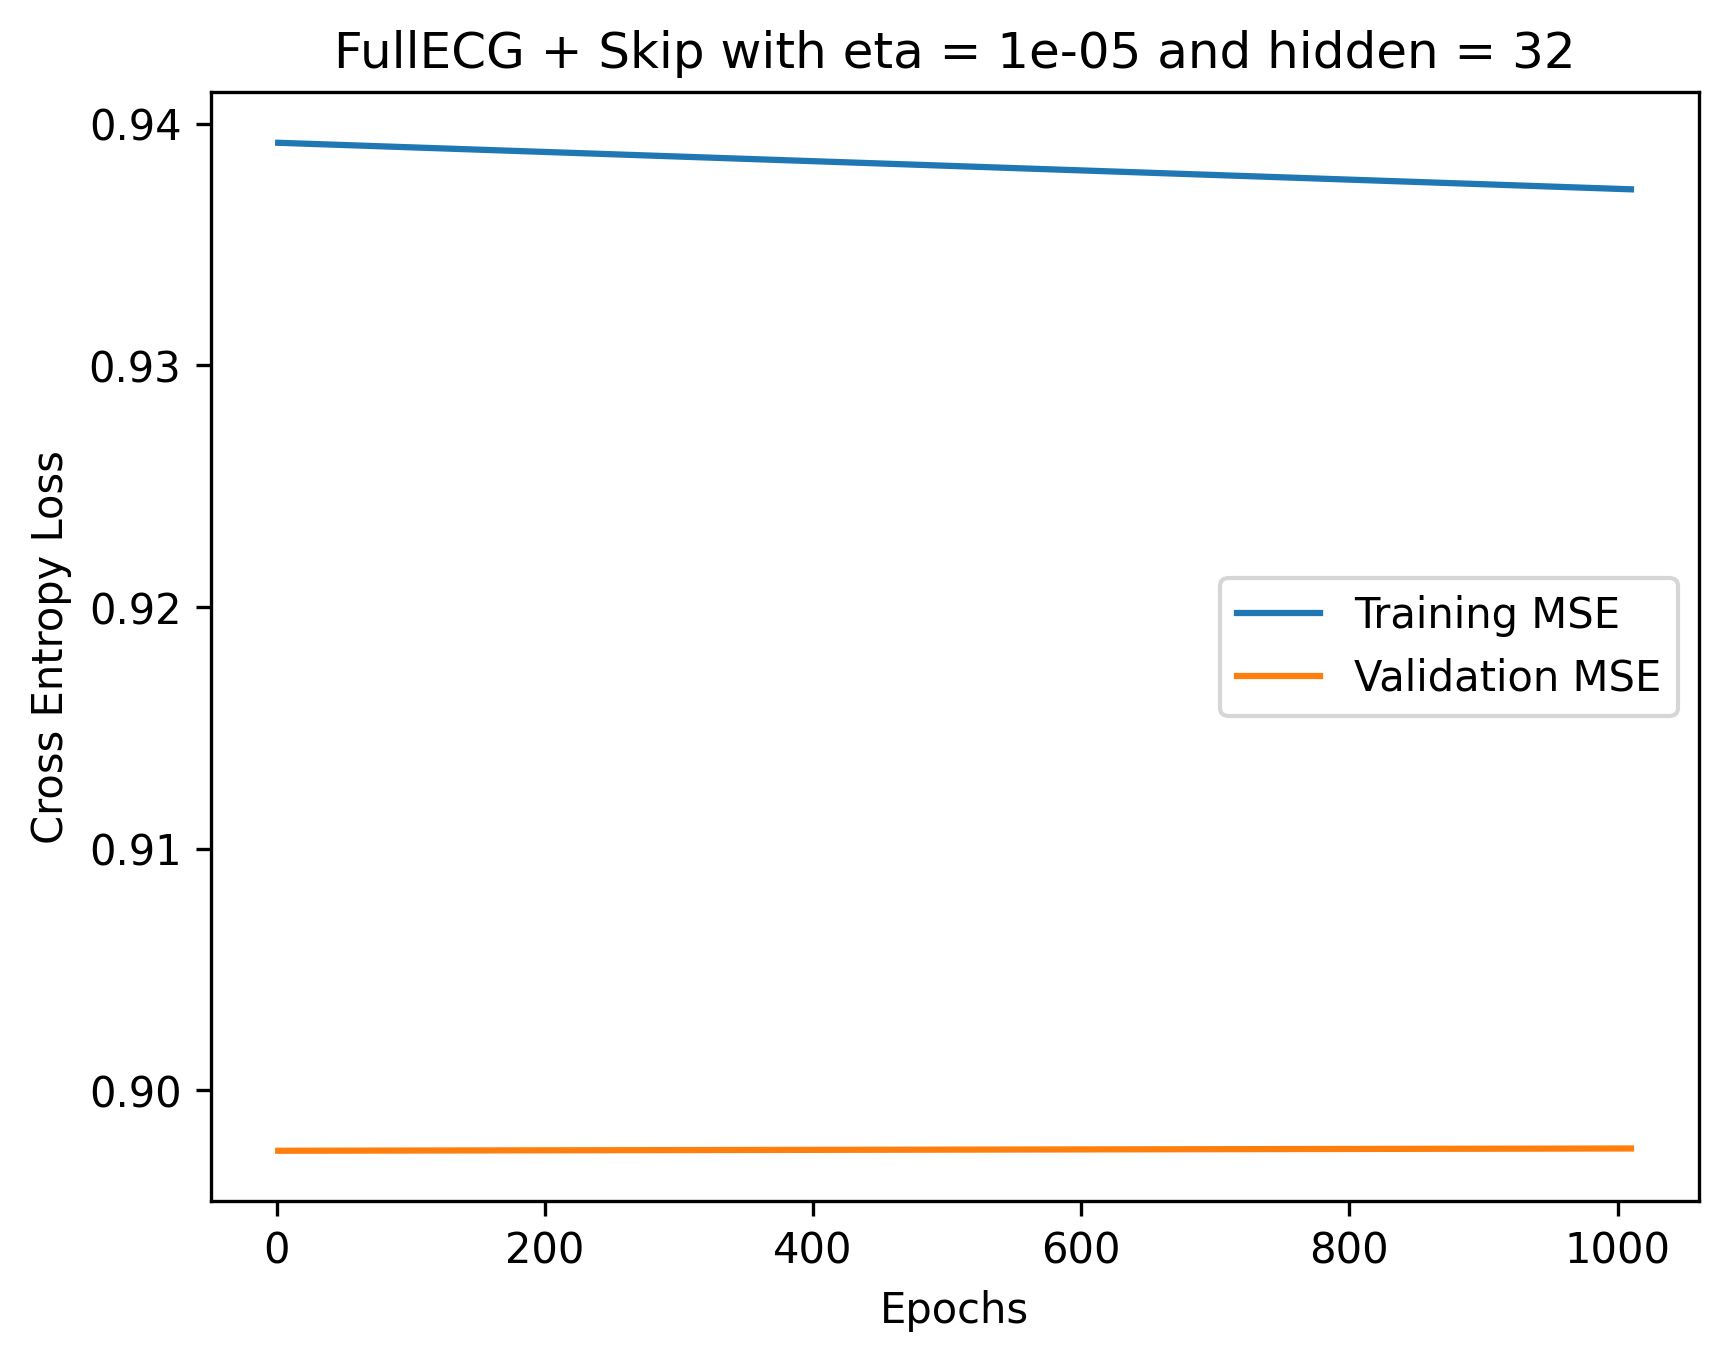 FullECG + Skip with eta = 1e-05 and hidden = 32
0.94
0.93
0.92
0.91
0.90
Cross Entropy Loss
Training MSE
Validation MSE
0 200 400 600 800 1000
Epochs